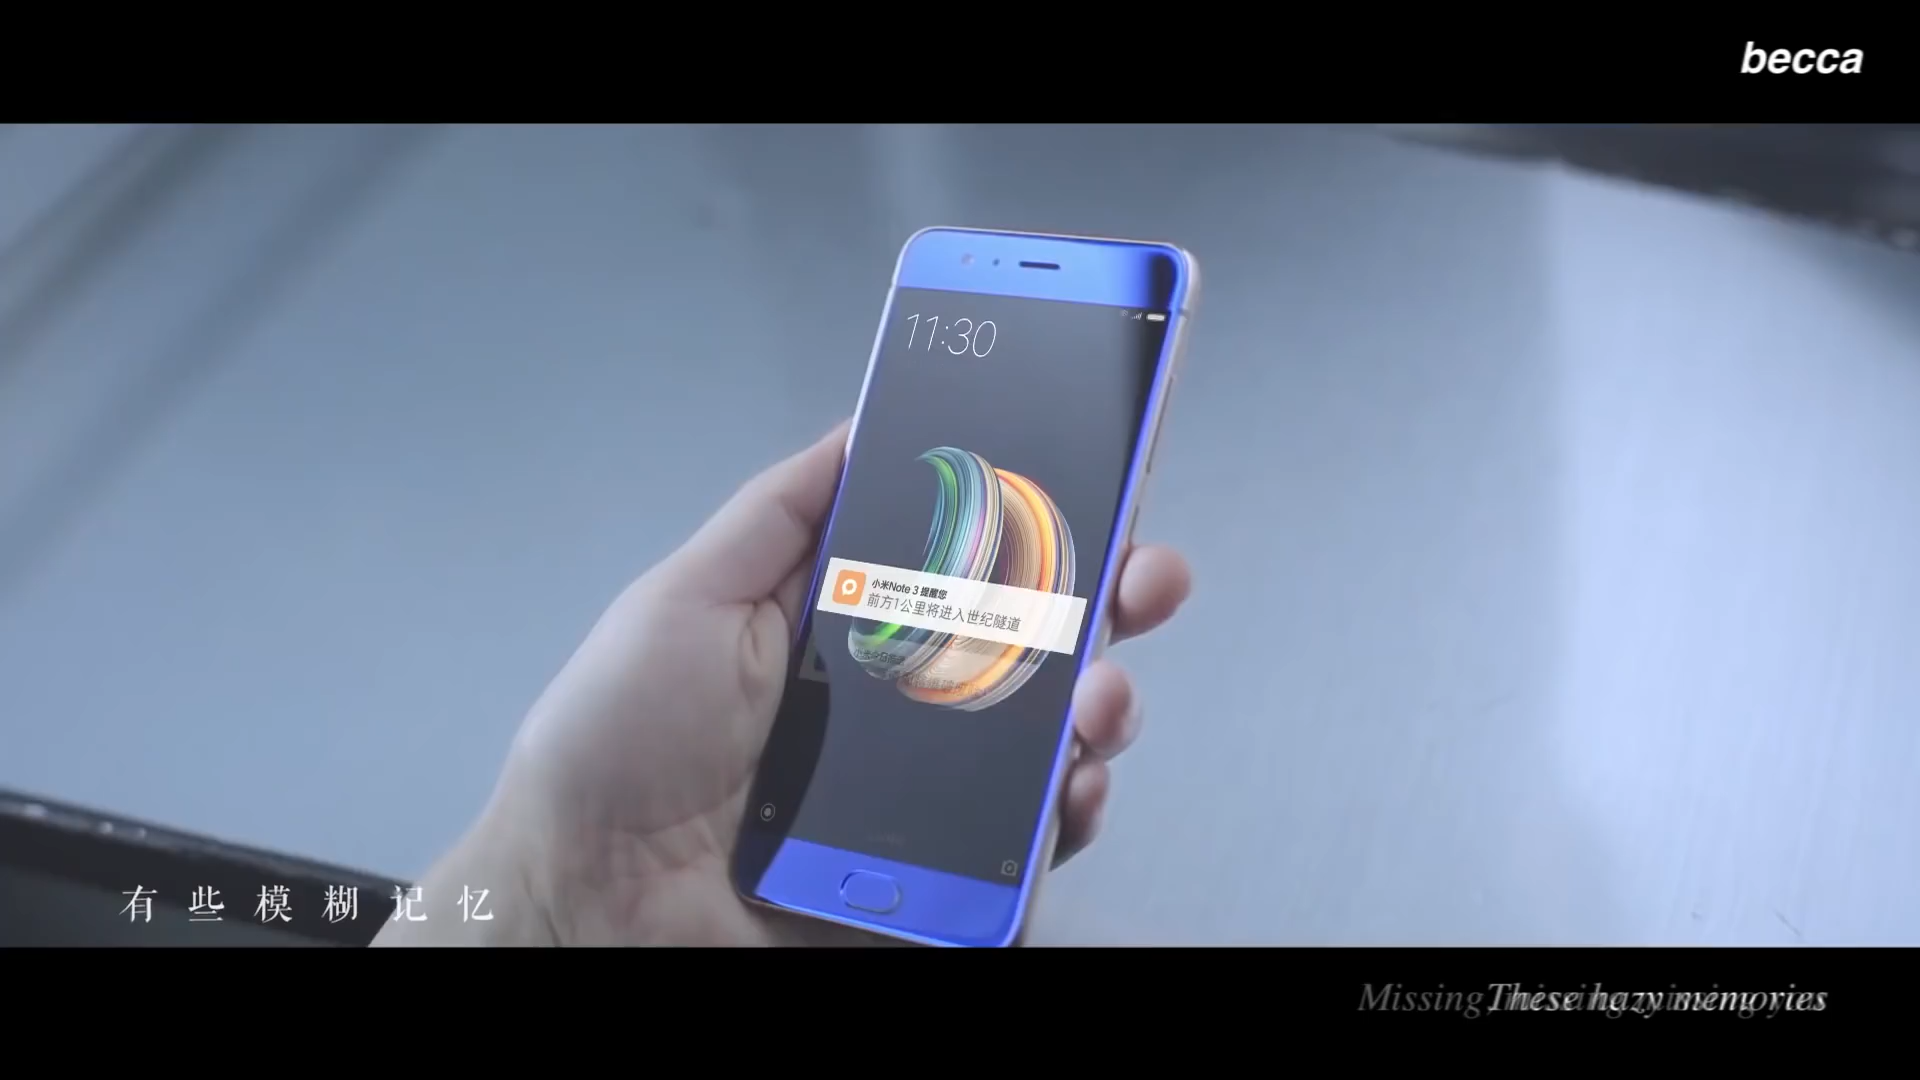 becca
11:30
小米Note 3 提醒您
前方1公里将进入世纪隧道
有些模糊记忆
These hazy memories